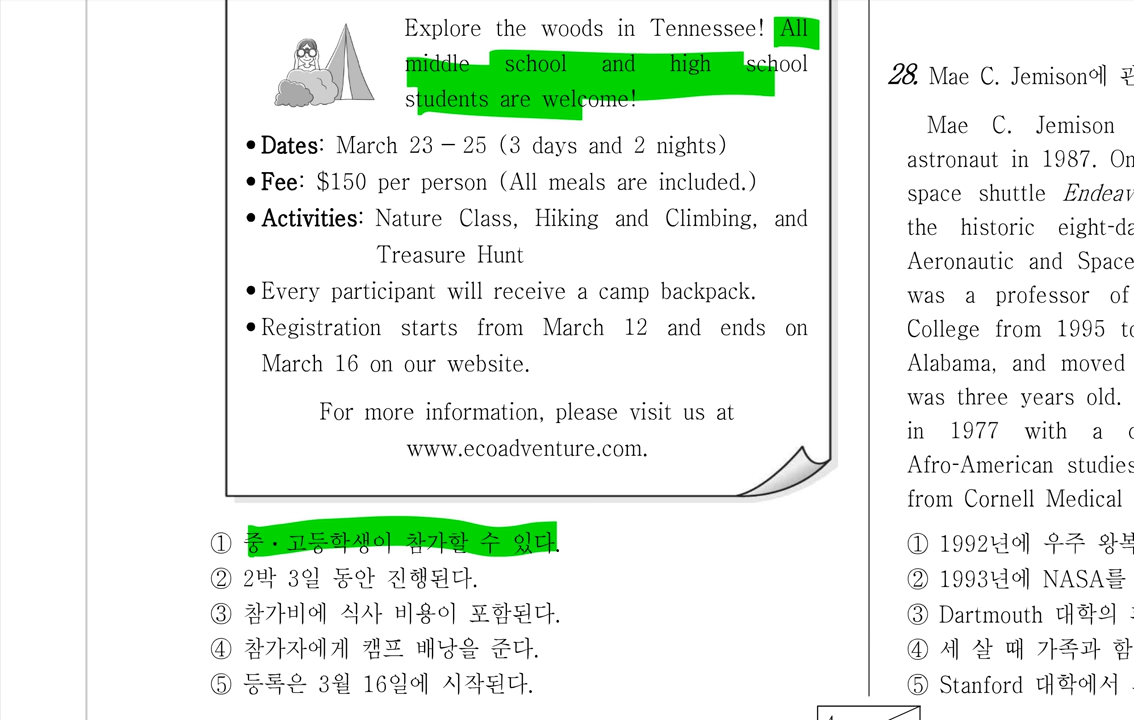 Explore the woods in Tennessee! All
middle school and high school
students are welcome!
• Dates: March 23 − 25 (3 days and 2 nights)
• Fee: $150 per person (All meals are included.)
• Activities: Nature Class, Hiking and Climbing, and
Treasure Hunt
• Every participant will receive a camp backpack.
• Registration starts from March 12 and ends on
March 16 on our website.
For more information, please visit us at
www.ecoadventure.com.
① 중・고등학생이 참가할 수 있다.
② 2박 3일 동안 진행된다.
③ 참가비에 식사 비용이 포함된다.
④ 참가자에게 캠프 배낭을 준다.
⑤ 등록은 3월 16일에 시작된다.
28. Mae C. Jemison에
Mae C. Jemison
astronaut in 1987. On
space shuttle Endeav
the historic eight-da
Aeronautic and Space
was a professor of
College from 1995 to
Alabama, and moved
was three years old.
in 1977 with a
Afro-American studies
from Cornell Medical
① 1992년에 우주 왕복
② 1993년에 NASA를
③ Dartmouth 대학의
④ 세 살 때 가족과 함
⑤ Stanford 대학에서